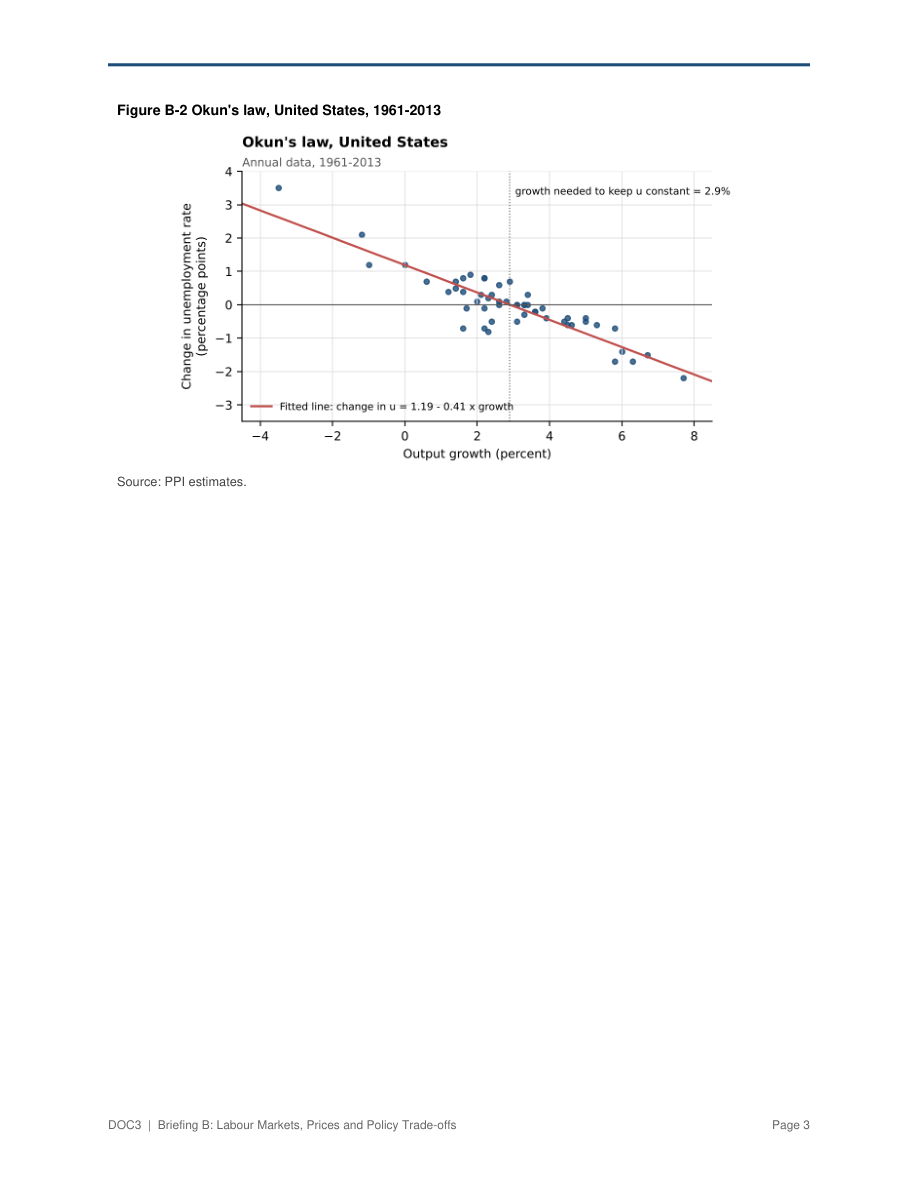 Figure B-2 Okun's law, United States, 1961-2013
Okun's law, United States
Annual data, 1961-2013
growth needed to keep u constant = 2.9%
4
3
2
1
0
−1
−2
−3
Change in unemployment rate
(percentage points)
Fitted line: change in u = 1.19 - 0.41 x growth
−4
−2
0
2
4
6
8
Output growth (percent)
Source: PPI estimates.
DOC3 | Briefing B: Labour Markets, Prices and Policy Trade-offs
Page 3